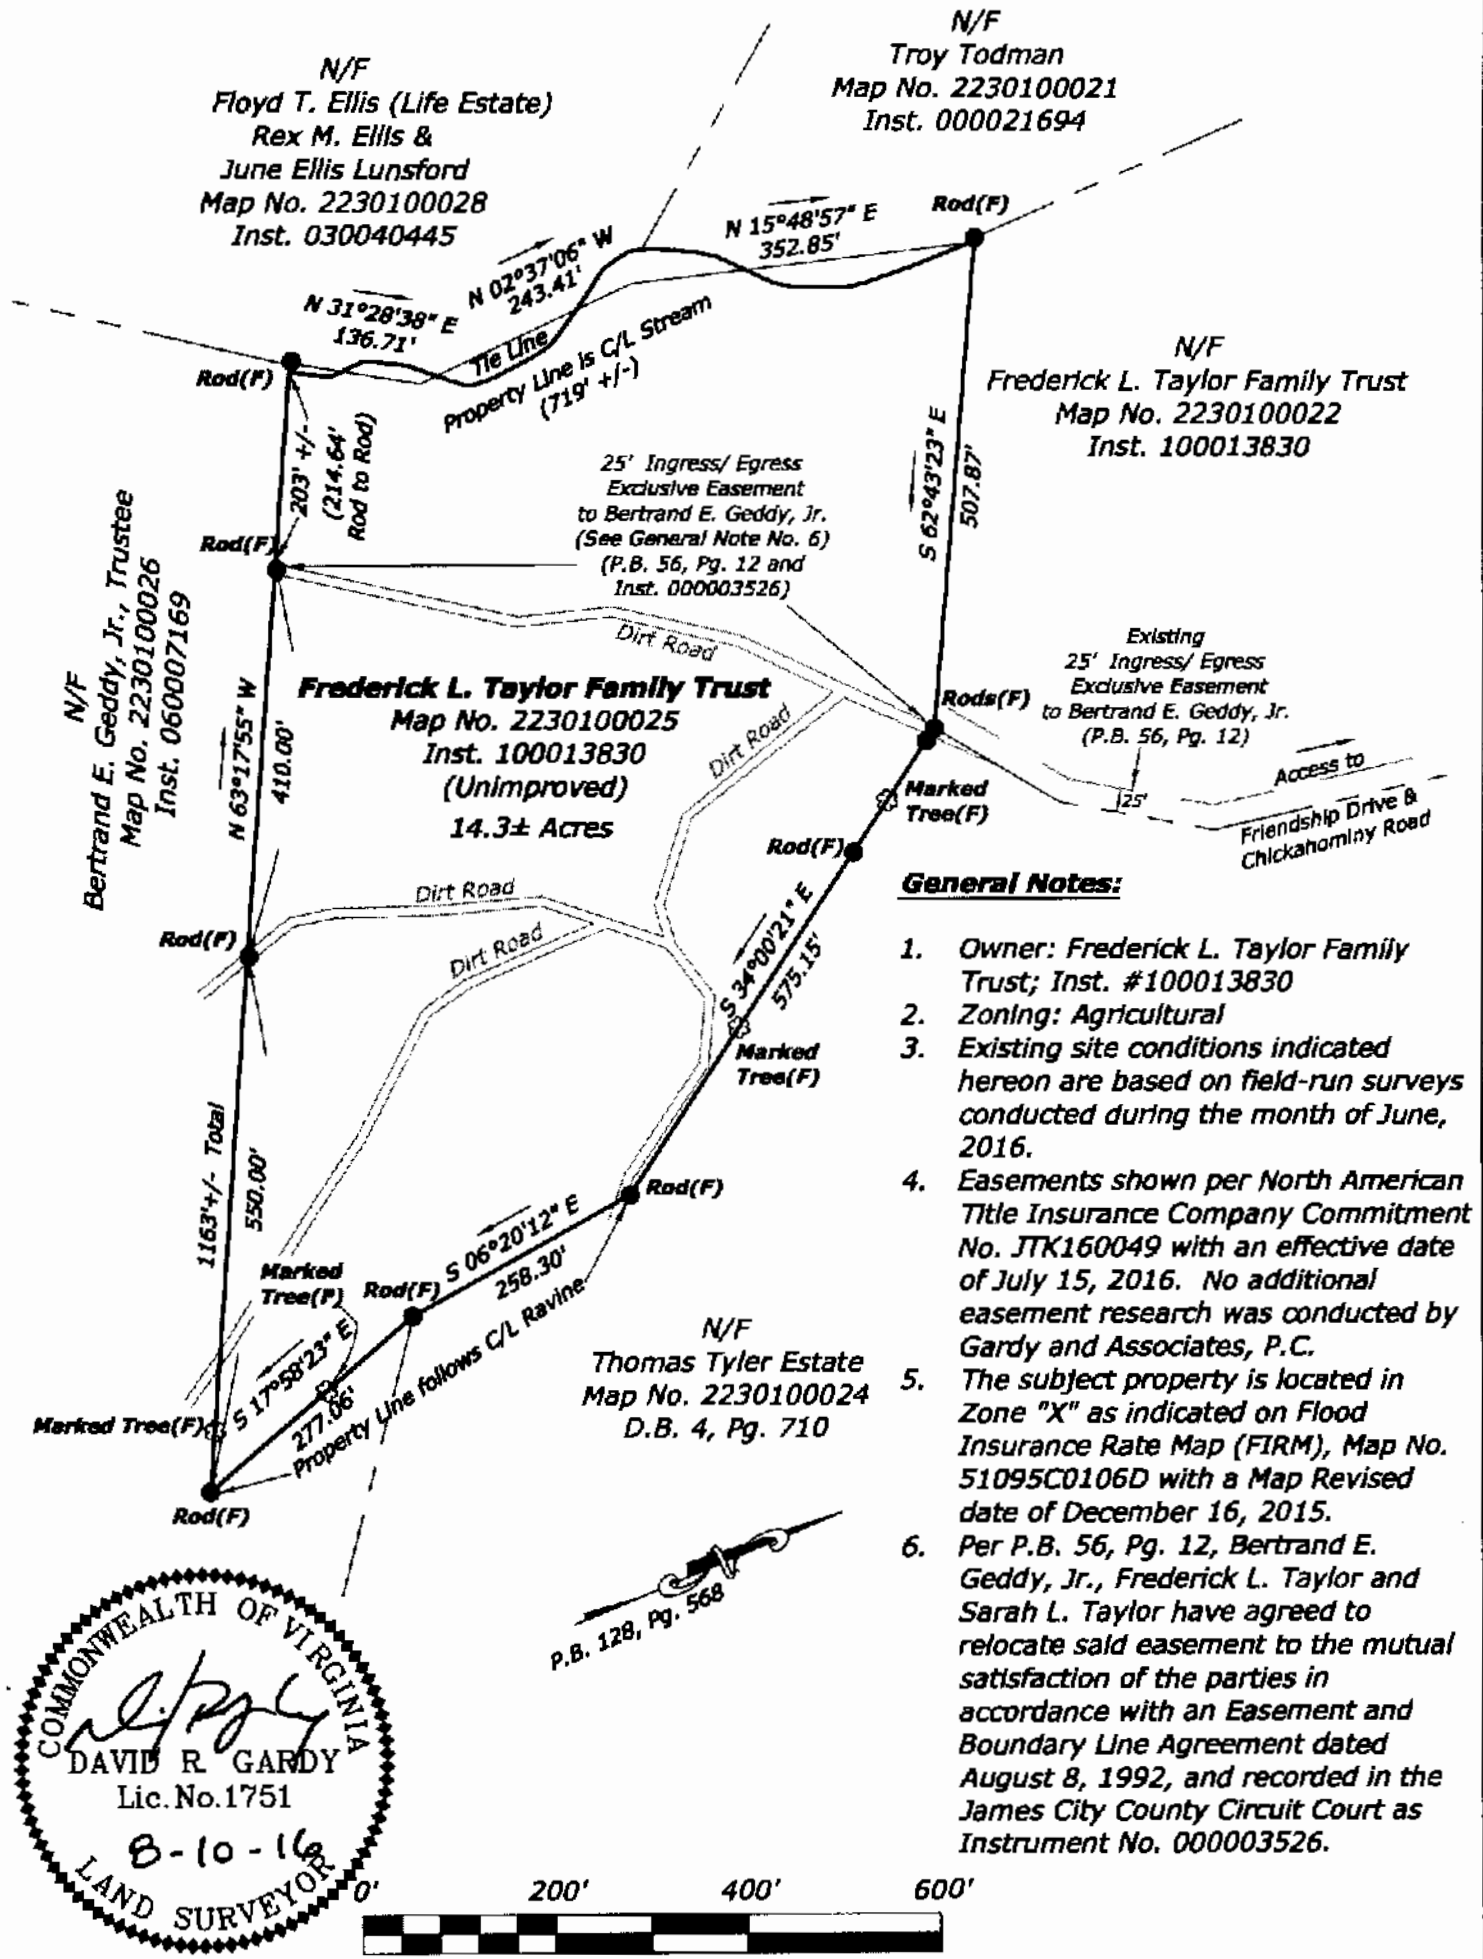 N/F
Troy Todman
Map No. 2230100021
Inst. 000021694
N/F
Floyd T. Ellis (Life Estate)
Rex M. Ellis &
June Ellis Lunsford
Map No. 2230100028
Inst. 030040445
Rod(F)
N 15°48'57" E
352.85'
N 02°37'06" W
243.41'
N 31°28'38" E
136.71'
Tie Line
Property Line is C/L Stream
(719' +/-)
Rod(F)
N/F
Frederick L. Taylor Family Trust
Map No. 2230100022
Inst. 100013830
203' +/-
(214.64'
Rod to Rod)
S 62°43'23" E
507.87'
25' Ingress/ Egress
Exclusive Easement
to Bertrand E. Geddy, Jr.
(See General Note No. 6)
(P.B. 56, Pg. 12 and
Inst. 000003526)
Rod(F)
N/F
Bertrand E. Geddy, Jr., Trustee
Map No. 2230100026
Inst. 060007169
Dirt Road
Existing
25' Ingress/ Egress
Exclusive Easement
to Bertrand E. Geddy, Jr.
(P.B. 56, Pg. 12)
Frederick L. Taylor Family Trust
Map No. 2230100025
Inst. 100013830
(Unimproved)
14.3± Acres
N 63°17'55" W
410.00'
Rods(F)
Dirt Road
25'
Access to
Friendship Drive &
Chickahominy Road
Marked
Tree(F)
Rod(F)
Dirt Road
Dirt Road
Rod(F)
S 34°00'21" E
575.15'
Marked
Tree(F)
1163'+/- Total
550.00'
Rod(F)
S 06°20'12" E
258.30'
Marked
Tree(F)
Rod(F)
S 17°58'23" E
277.06'
Property Line follows C/L Ravine
Marked Tree(F)
Rod(F)
N/F
Thomas Tyler Estate
Map No. 2230100024
D.B. 4, Pg. 710
P.B. 128, Pg. 568
General Notes:
1. Owner: Frederick L. Taylor Family
Trust; Inst. #100013830
2. Zoning: Agricultural
3. Existing site conditions indicated
hereon are based on field-run surveys
conducted during the month of June,
2016.
4. Easements shown per North American
Title Insurance Company Commitment
No. JTK160049 with an effective date
of July 15, 2016. No additional
easement research was conducted by
Gardy and Associates, P.C.
5. The subject property is located in
Zone "X" as indicated on Flood
Insurance Rate Map (FIRM), Map No.
51095C0106D with a Map Revised
date of December 16, 2015.
6. Per P.B. 56, Pg. 12, Bertrand E.
Geddy, Jr., Frederick L. Taylor and
Sarah L. Taylor have agreed to
relocate said easement to the mutual
satisfaction of the parties in
accordance with an Easement and
Boundary Line Agreement dated
August 8, 1992, and recorded in the
James City County Circuit Court as
Instrument No. 000003526.
COMMONWEALTH OF VIRGINIA
DAVID R. GARDY
Lic. No. 1751
8-10-16
LAND SURVEYOR
0' 200' 400' 600'